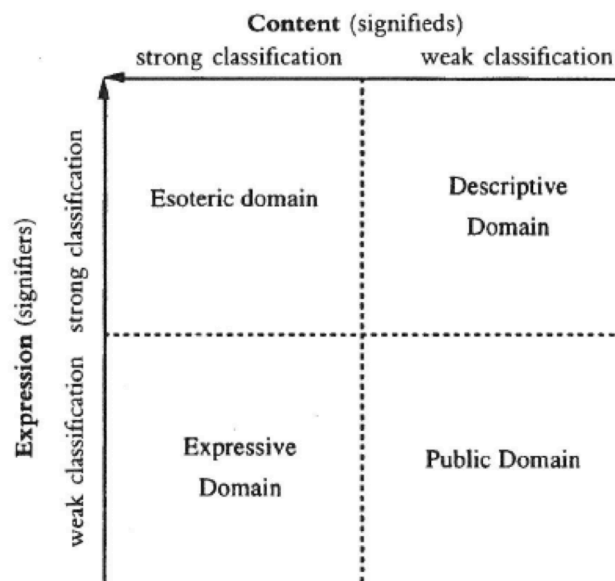 Content (signifieds)
strong classification weak classification
Expression (signifiers)
strong classification
weak classification
Esoteric domain
Descriptive
Domain
Expressive
Domain
Public Domain